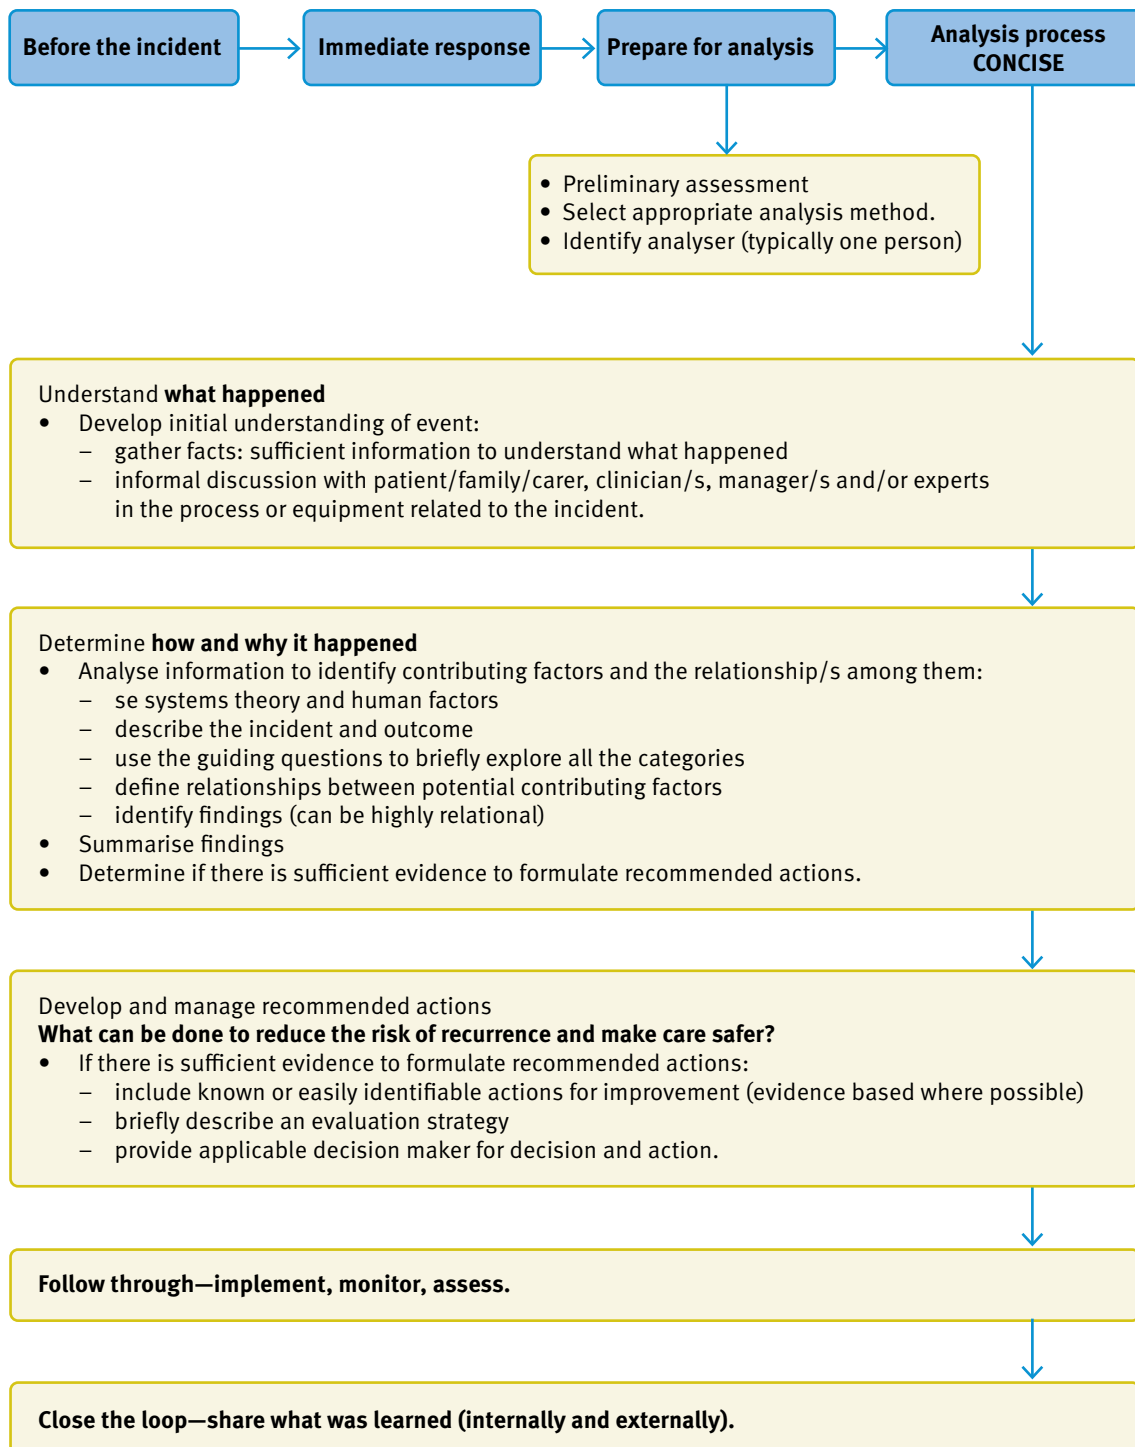 Before the incident
Immediate response
Prepare for analysis
Analysis process
CONCISE
• Preliminary assessment
• Select appropriate analysis method.
• Identify analyser (typically one person)
Understand what happened
• Develop initial understanding of event:
– gather facts: sufficient information to understand what happened
– informal discussion with patient/family/carer, clinician/s, manager/s and/or experts
in the process or equipment related to the incident.
Determine how and why it happened
• Analyse information to identify contributing factors and the relationship/s among them:
– se systems theory and human factors
– describe the incident and outcome
– use the guiding questions to briefly explore all the categories
– define relationships between potential contributing factors
– identify findings (can be highly relational)
• Summarise findings
• Determine if there is sufficient evidence to formulate recommended actions.
Develop and manage recommended actions
What can be done to reduce the risk of recurrence and make care safer?
• If there is sufficient evidence to formulate recommended actions:
– include known or easily identifiable actions for improvement (evidence based where possible)
– briefly describe an evaluation strategy
– provide applicable decision maker for decision and action.
Follow through—implement, monitor, assess.
Close the loop—share what was learned (internally and externally).